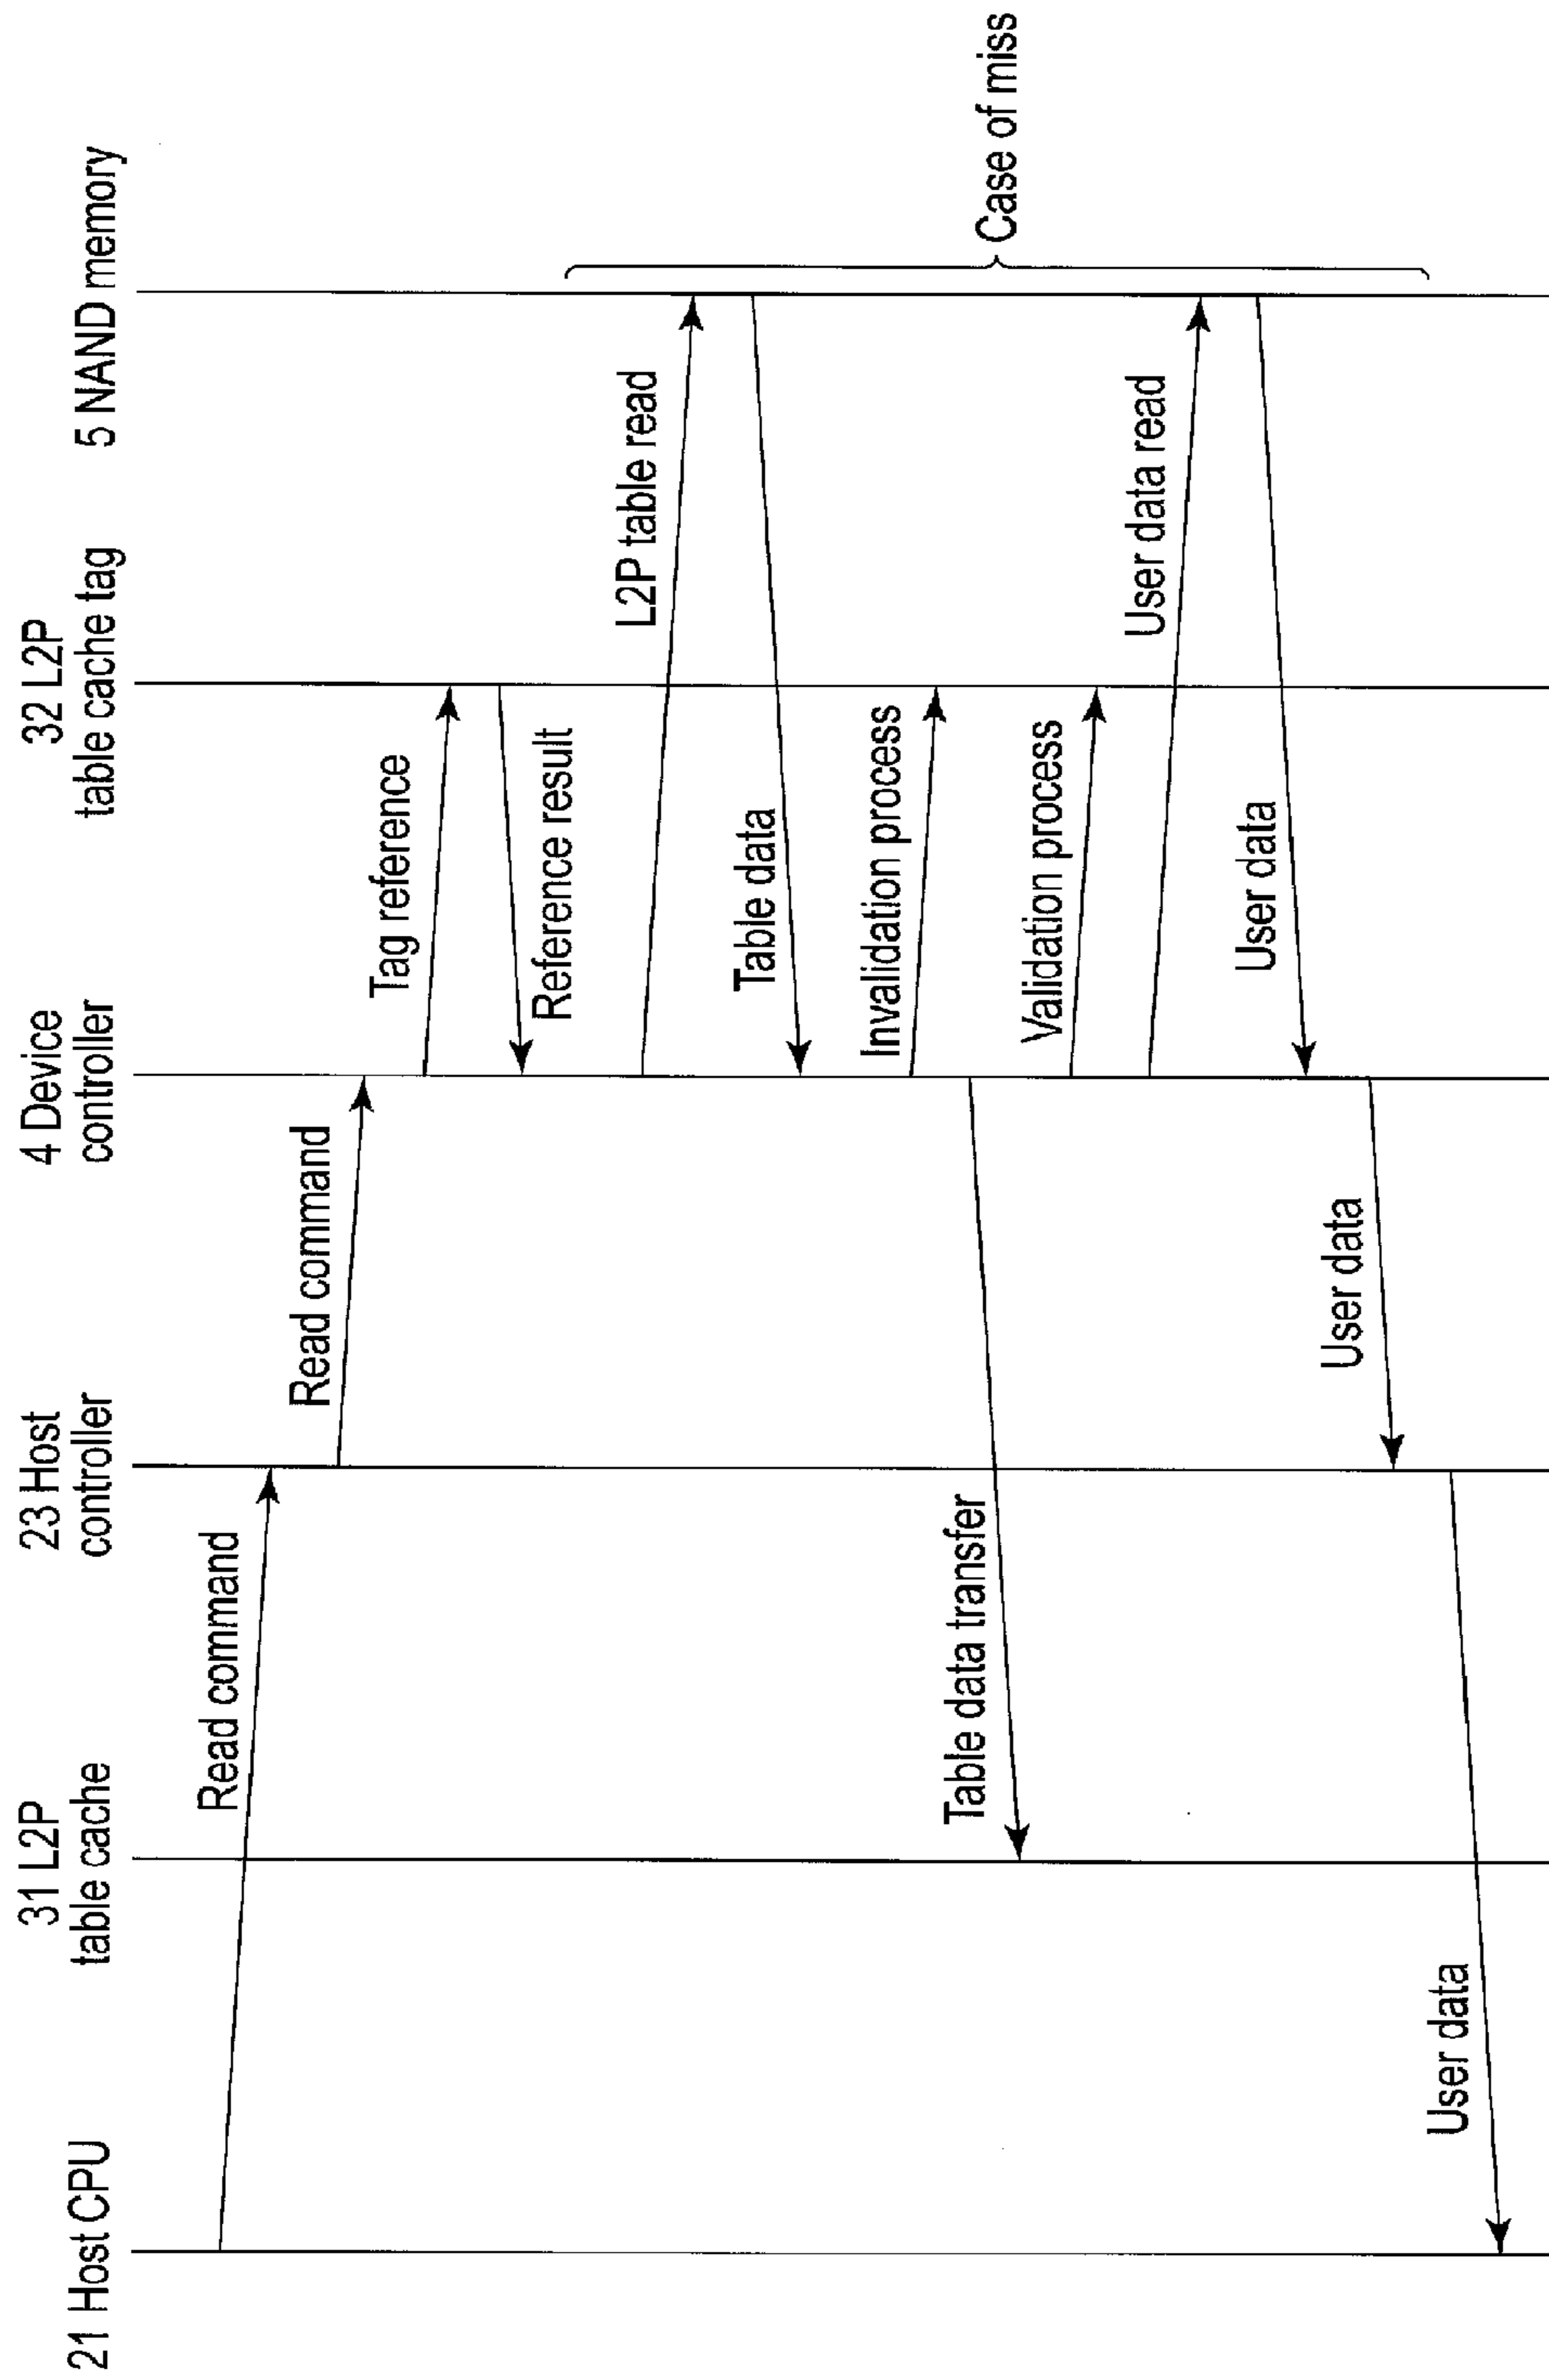 21 Host CPU
31 L2P
table cache
23 Host
controller
4 Device
controller
32 L2P
table cache tag
5 NAND memory
Read command
Read command
Tag reference
Reference result
L2P table read
Table data
Invalidation process
Table data transfer
Validation process
User data read
User data
User data
User data
Case of miss